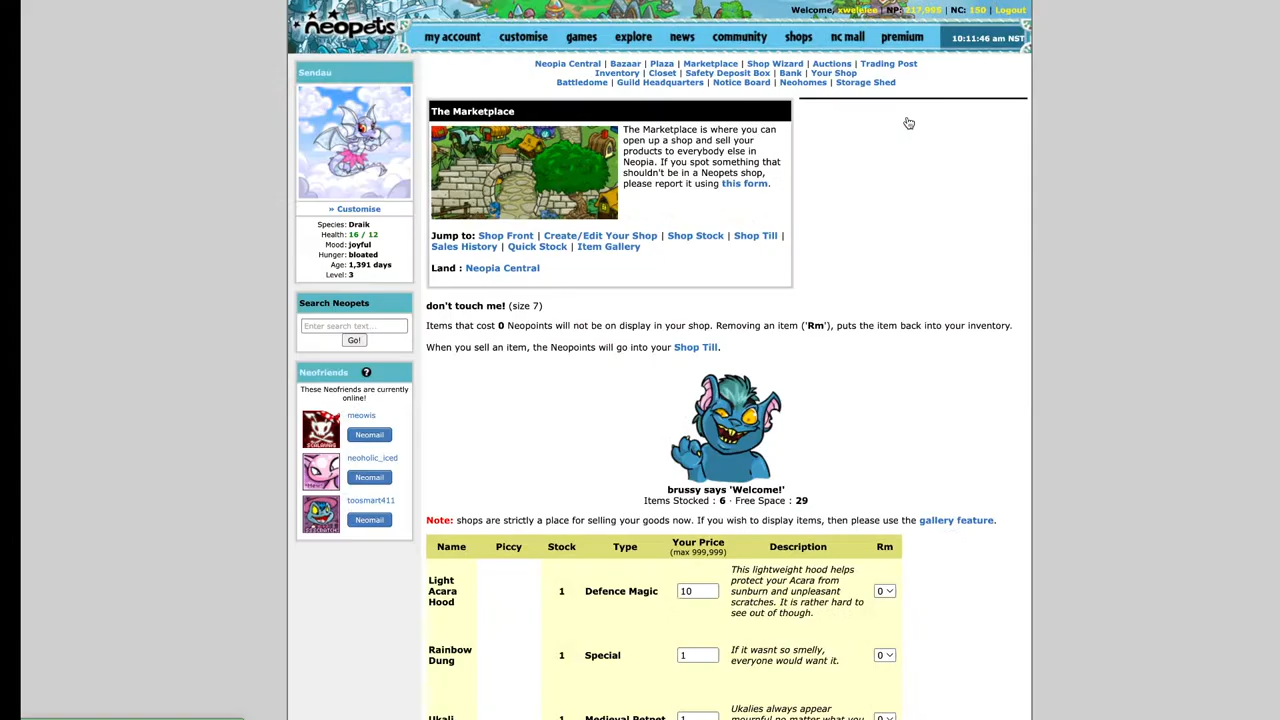 Welcome, xwelelee | NP: 217,995 | NC: 150 | Logout
neopets
my account customise games explore news community shops nc mall premium 10:11:46 am NST
Sendau
» Customise
Species: Draik
Health: 16 / 12
Mood: joyful
Hunger: bloated
Age: 1,391 days
Level: 3
Search Neopets
Enter search text...
Go!
Neofriends ?
These Neofriends are currently
online!
meowis
Neomail
neoholic_iced
Neomail
toosmart411
Neomail
Neopia Central | Bazaar | Plaza | Marketplace | Shop Wizard | Auctions | Trading Post
Inventory | Closet | Safety Deposit Box | Bank | Your Shop
Battledome | Guild Headquarters | Notice Board | Neohomes | Storage Shed
The Marketplace
The Marketplace is where you can
open up a shop and sell your
products to everybody else in
Neopia. If you spot something that
shouldn't be in a Neopets shop,
please report it using this form.
Jump to: Shop Front | Create/Edit Your Shop | Shop Stock | Shop Till |
Sales History | Quick Stock | Item Gallery
Land : Neopia Central
don't touch me! (size 7)
Items that cost 0 Neopoints will not be on display in your shop. Removing an item ('Rm'), puts the item back into your inventory.
When you sell an item, the Neopoints will go into your Shop Till.
brussy says 'Welcome!'
Items Stocked : 6 · Free Space : 29
Note: shops are strictly a place for selling your goods now. If you wish to display items, then please use the gallery feature.
Name Piccy Stock Type Your Price (max 999,999) Description Rm
Light
Acara
Hood
1 Defence Magic 10
This lightweight hood helps
protect your Acara from
sunburn and unpleasant
scratches. It is rather hard to
see out of though.
0
Rainbow
Dung
1 Special 1
If it wasnt so smelly,
everyone would want it.
0
Ukali
1 Medieval Petpet 1
Ukalies always appear
mournful no matter what you
0